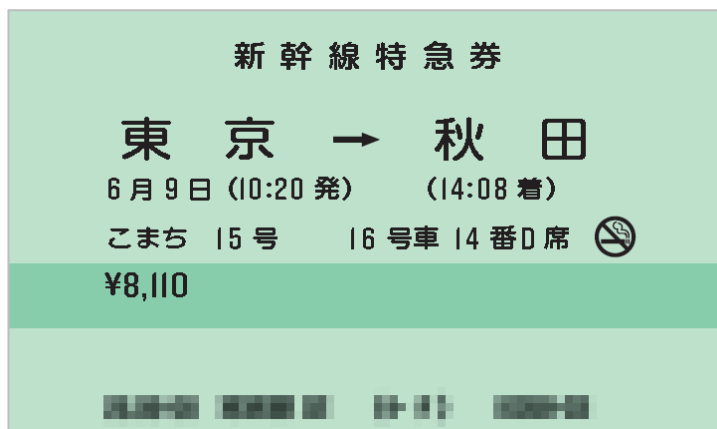 新幹線特急券
東京 → 秋田
6月9日 (10:20発) (14:08着)
こまち 15号 16号車 14番D席
¥8,110